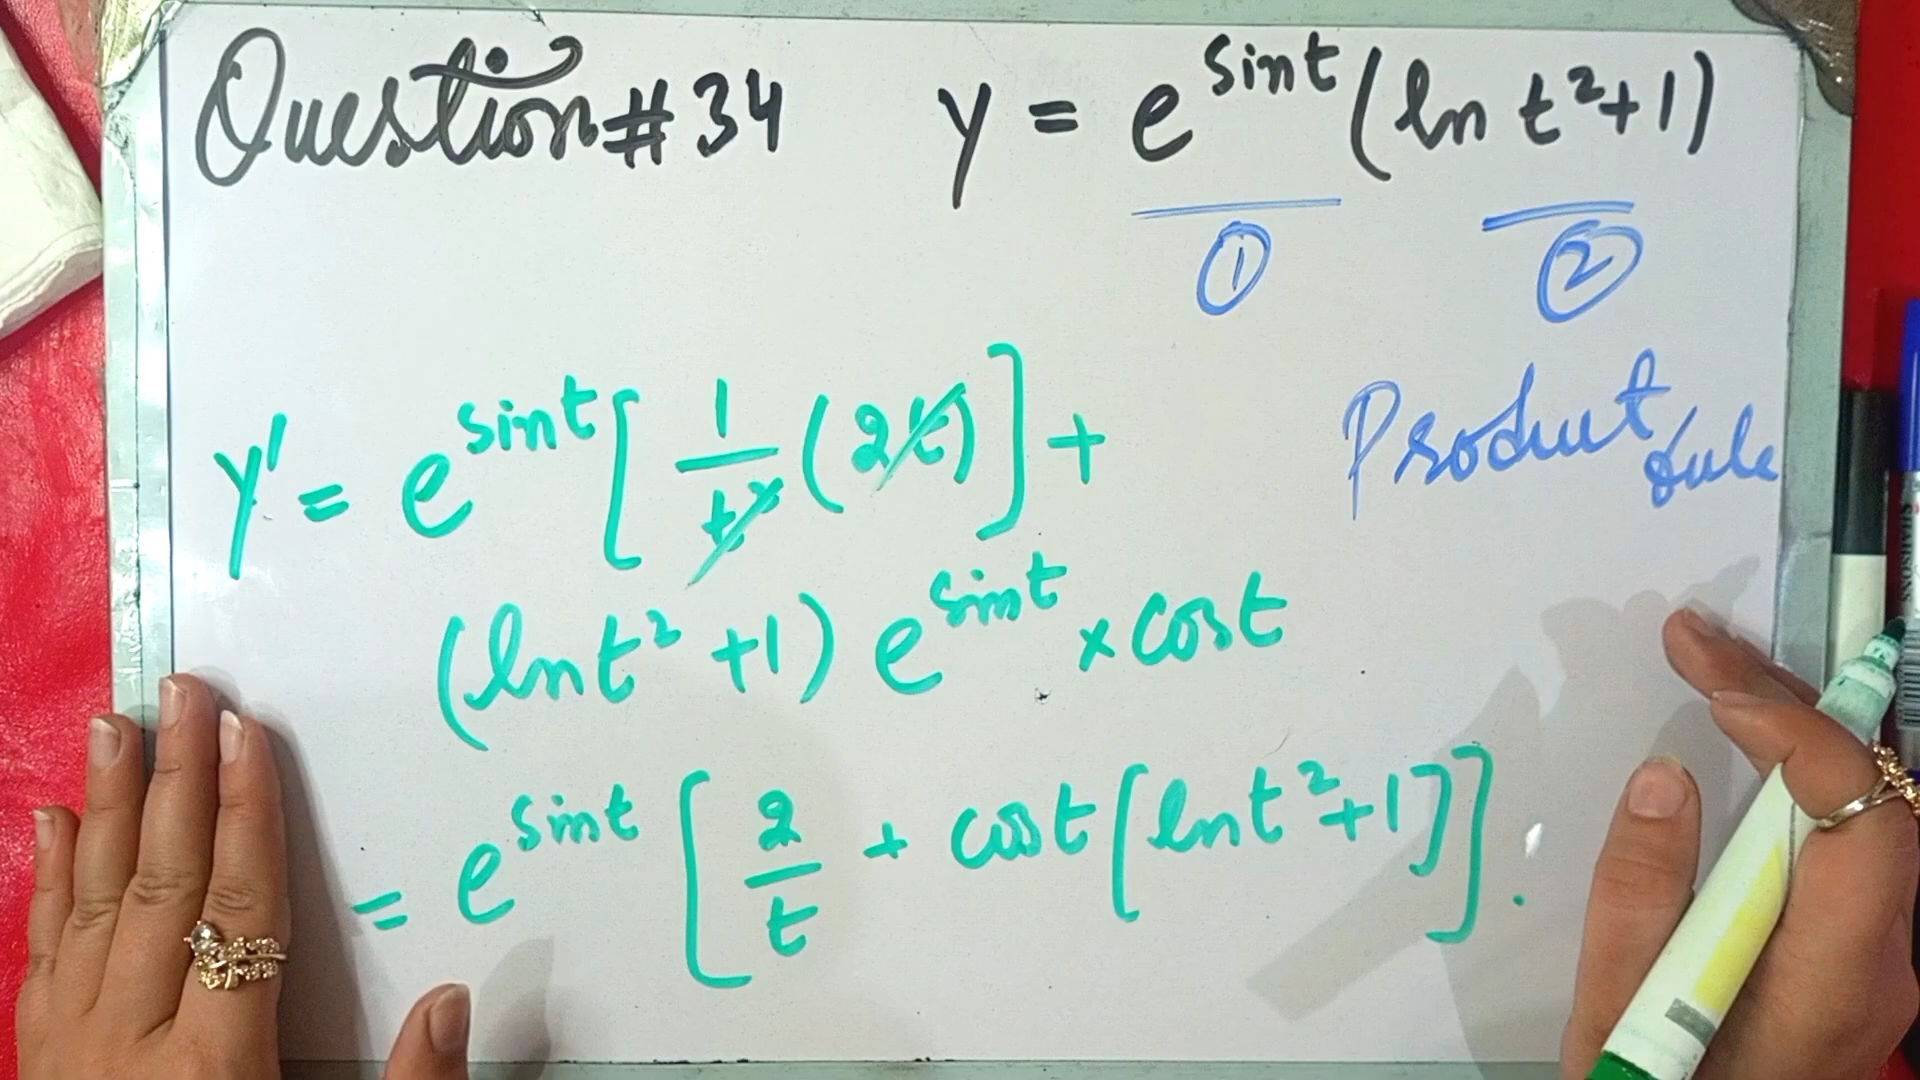 Question#34 y = e^sint (ln t²+1)
① ②
Product rule
y' = e^sint [ 1/t² (2t) ] +
(ln t² +1) e^sint × cost
= e^sint [ 2/t + cost [ln t²+1] ].